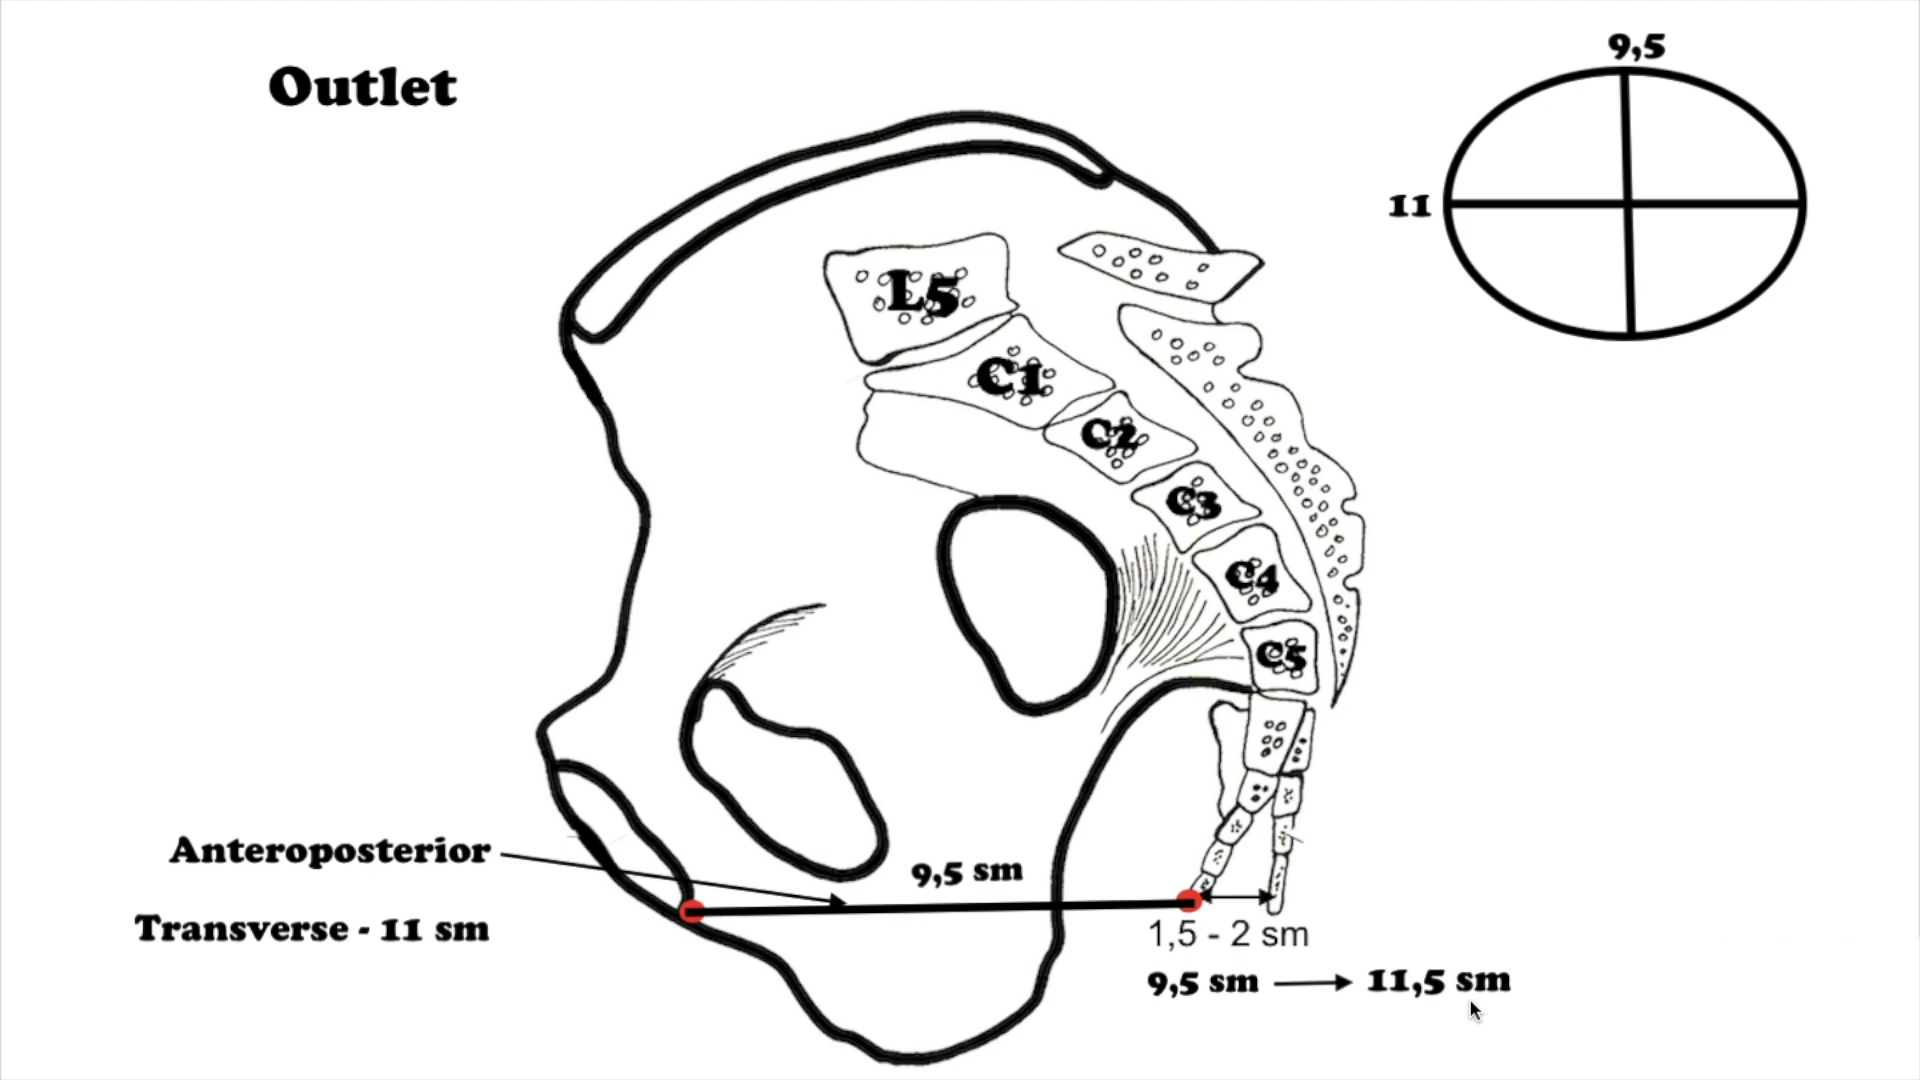 Outlet
9,5
11
L5
C1
C2
C3
C4
C5
Anteroposterior
9,5 sm
Transverse - 11 sm
1,5 - 2 sm
9,5 sm 11,5 sm